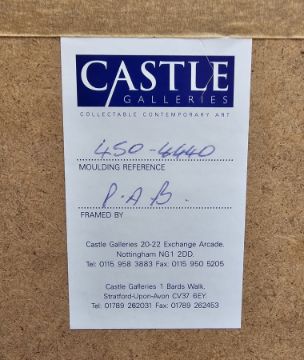 CASTLE
GALLERIES
COLLECTABLE CONTEMPORARY ART
450-4440
MOULDING REFERENCE
P.A.B.
FRAMED BY
Castle Galleries 20-22 Exchange Arcade.
Nottingham NG1 2DD.
Tel: 0115 958 3883 Fax: 0115 950 5205
Castle Galleries 1 Bards Walk.
Stratford-Upon-Avon CV37 6EY.
Tel: 01789 262031 Fax: 01789 262453